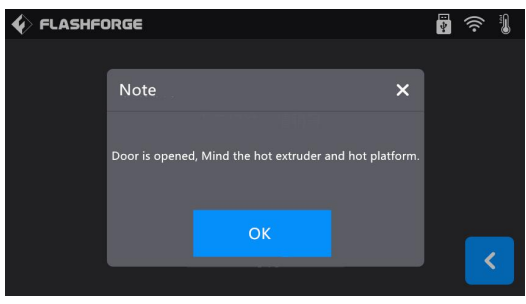 FLASHFORGE
Note
Door is opened, Mind the hot extruder and hot platform.
OK